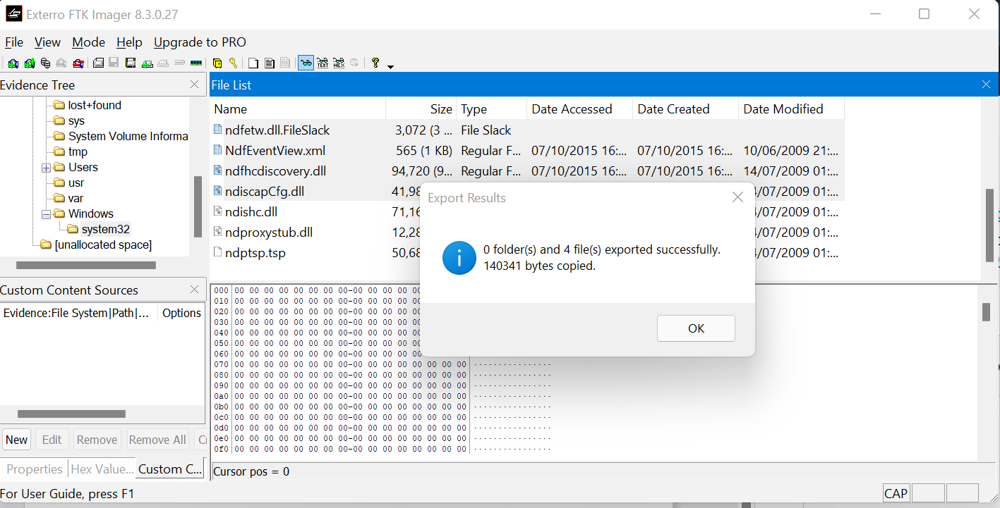 Exterro FTK Imager 8.3.0.27
File View Mode Help Upgrade to PRO
TEXT HEX
Evidence Tree
lost+found
sys
System Volume Informa
tmp
Users
usr
var
Windows
system32
[unallocated space]
Custom Content Sources
Evidence:File System|Path|... Options
New Edit Remove Remove All
Properties Hex Value... Custom C...
File List
Name Size Type Date Accessed Date Created Date Modified
ndfetw.dll.FileSlack 3,072 (3 ... File Slack
NdfEventView.xml 565 (1 KB) Regular F... 07/10/2015 16:... 07/10/2015 16:... 10/06/2009 21:...
ndfhcdiscovery.dll 94,720 (9... Regular F... 07/10/2015 16:... 07/10/2015 16:... 14/07/2009 01:...
ndiscapCfg.dll 41,98 /07/2009 01:...
ndishc.dll 71,16 /07/2009 01:...
ndproxystub.dll 12,28 /07/2009 01:...
ndptsp.tsp 50,68 /07/2009 01:...
Export Results
0 folder(s) and 4 file(s) exported successfully.
140341 bytes copied.
OK
000 00 00 00 00 00 00 00 00-00 00 00 00 00
010 00 00 00 00 00 00 00 00-00 00 00 00 00
020 00 00 00 00 00 00 00 00-00 00 00 00 00
030 00 00 00 00 00 00 00 00-00 00 00 00 00
040 00 00 00 00 00 00 00 00-00 00 00 00 00
050 00 00 00 00 00 00 00 00-00 00 00 00 00
060 00 00 00 00 00 00 00 00-00 00 00 00 00
070 00 00 00 00 00 00 00 00-00 00 00 00 00 00 00 00 ················
080 00 00 00 00 00 00 00 00-00 00 00 00 00 00 00 00 ················
090 00 00 00 00 00 00 00 00-00 00 00 00 00 00 00 00 ················
0a0 00 00 00 00 00 00 00 00-00 00 00 00 00 00 00 00 ················
0b0 00 00 00 00 00 00 00 00-00 00 00 00 00 00 00 00 ················
0c0 00 00 00 00 00 00 00 00-00 00 00 00 00 00 00 00 ················
0d0 00 00 00 00 00 00 00 00-00 00 00 00 00 00 00 00 ················
0e0 00 00 00 00 00 00 00 00-00 00 00 00 00 00 00 00 ················
0f0 00 00 00 00 00 00 00 00-00 00 00 00 00 00 00 00 ················
Cursor pos = 0
For User Guide, press F1
CAP